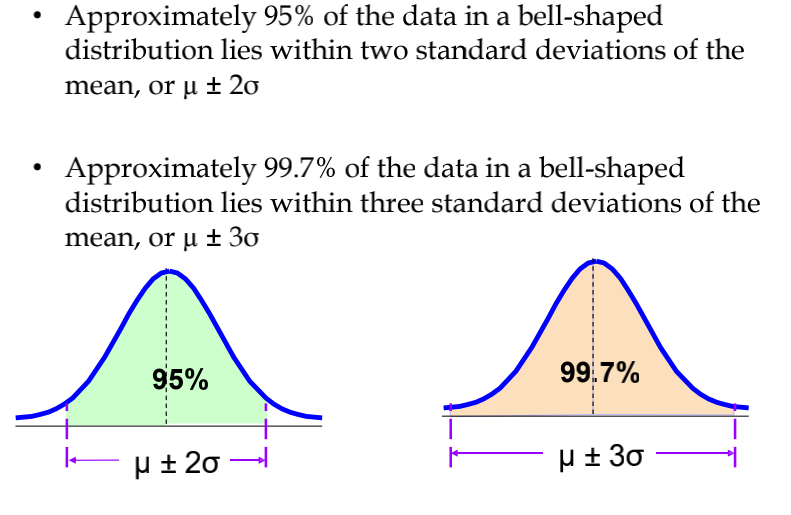 • Approximately 95% of the data in a bell-shaped
distribution lies within two standard deviations of the
mean, or μ ± 2σ
• Approximately 99.7% of the data in a bell-shaped
distribution lies within three standard deviations of the
mean, or μ ± 3σ
95%
99.7%
μ ± 2σ
μ ± 3σ